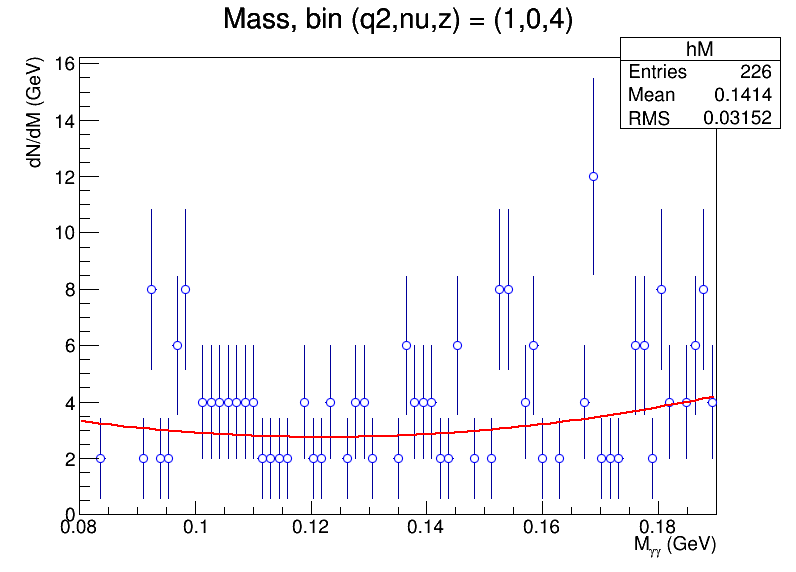 Mass, bin (q2,nu,z) = (1,0,4)
hM
Entries 226
Mean 0.1414
RMS 0.03152
dN/dM (GeV)
16
14
12
10
8
6
4
2
0
0.08 0.1 0.12 0.14 0.16 0.18
Mγγ (GeV)